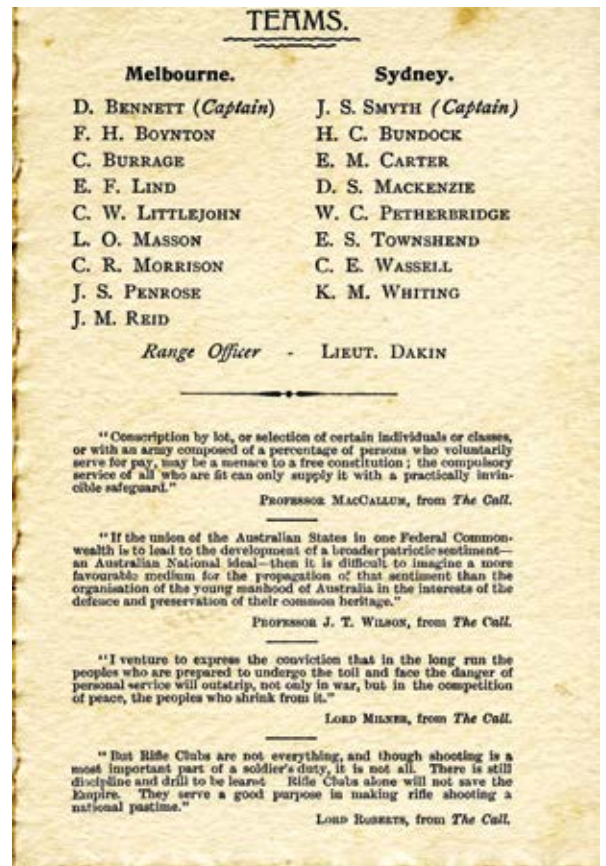 TEAMS.
Melbourne. Sydney.
D. BENNETT (Captain) J. S. SMYTH (Captain)
F. H. BOYNTON H. C. BUNDOCK
C. BURRAGE E. M. CARTER
E. F. LIND D. S. MACKENZIE
C. W. LITTLEJOHN W. C. PETHERBRIDGE
L. O. MASSON E. S. TOWNSHEND
C. R. MORRISON C. E. WASSELL
J. S. PENROSE K. M. WHITING
J. M. REID
Range Officer - LIEUT. DAKIN
"Conscription by lot, or selection of certain individuals or classes,
or with an army composed of a percentage of persons who voluntarily
serve for pay, may be a menace to a free constitution ; the compulsory
service of all who are fit can only supply it with a practically invin-
cible safeguard."
PROFESSOR MACCALLUM, from The Call.
"If the union of the Australian States in one Federal Common-
wealth is to lead to the development of a broader patriotic sentiment—
an Australian National ideal—then it is difficult to imagine a more
favourable medium for the propagation of that sentiment than the
organisation of the young manhood of Australia in the interests of the
defence and preservation of their common heritage."
PROFESSOR J. T. WILSON, from The Call.
"I venture to express the conviction that in the long run the
peoples who are prepared to undergo the toil and face the danger of
personal service will outstrip, not only in war, but in the competition
of peace, the peoples who shrink from it."
LORD MILNER, from The Call.
"But Rifle Clubs are not everything, and though shooting is a
most important part of a soldier's duty, it is not all. There is still
discipline and drill to be learnt Rifle Clubs alone will not save the
Empire. They serve a good purpose in making rifle shooting a
national pastime."
LORD ROBERTS, from The Call.